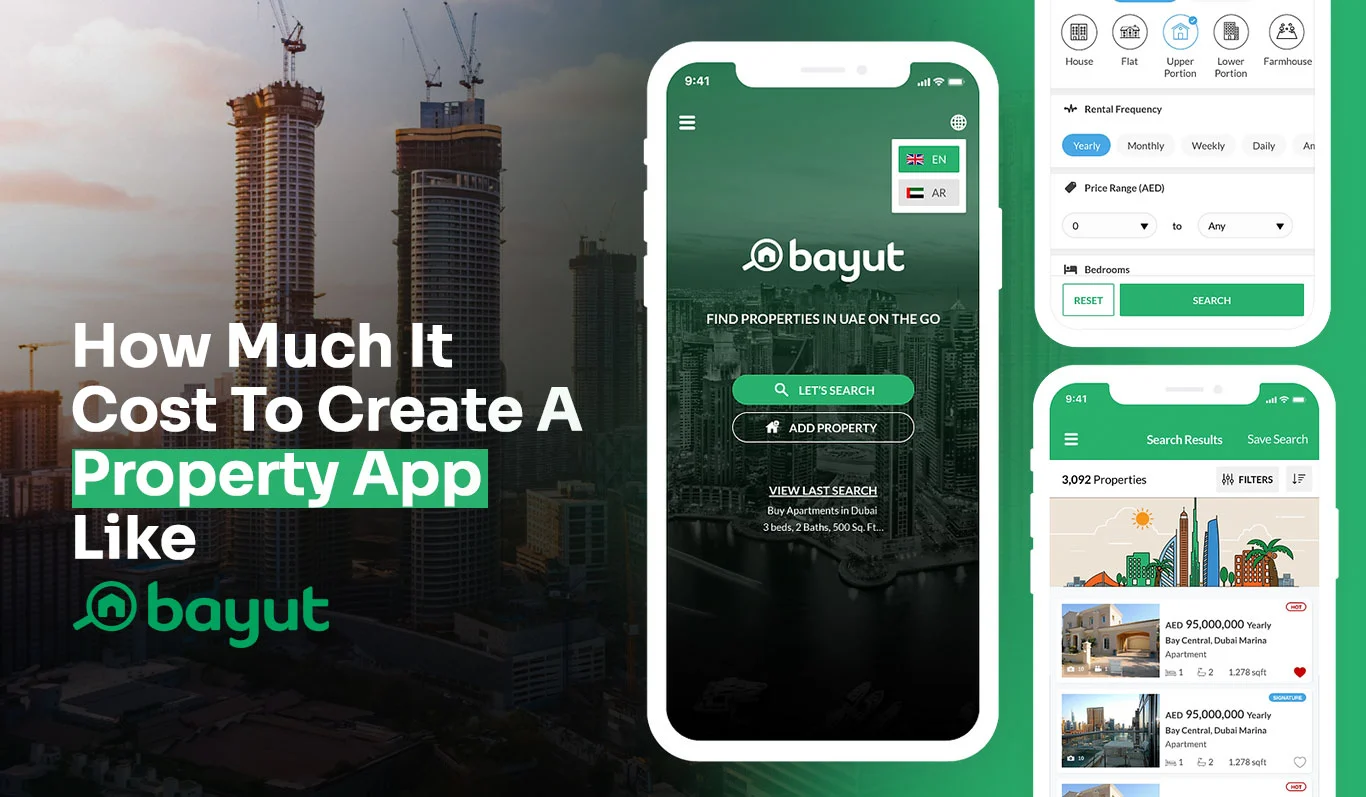 How Much It
Cost To Create A
Property App
Like
bayut
9:41
EN
AR
bayut
FIND PROPERTIES IN UAE ON THE GO
LET'S SEARCH
ADD PROPERTY
VIEW LAST SEARCH
Buy Apartments in Dubai
3 beds, 2 Baths, 500 Sq. Ft...
House Flat Upper Portion Lower Portion Farmhouse
Rental Frequency
Yearly Monthly Weekly Daily An
Price Range (AED)
0 to Any
Bedrooms
RESET SEARCH
9:41
Search Results Save Search
3,092 Properties FILTERS
HOT
AED 95,000,000 Yearly
Bay Central, Dubai Marina
Apartment
1 2 1.278 sqft
10 1
SIGNATURE
AED 95,000,000 Yearly
Bay Central, Dubai Marina
Apartment
1 2 1.278 sqft
10
HOT